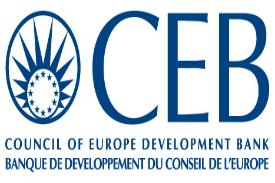 CEB
COUNCIL OF EUROPE DEVELOPMENT BANK
BANQUE DE DEVELOPPEMENT DU CONSEIL DE L'EUROPE